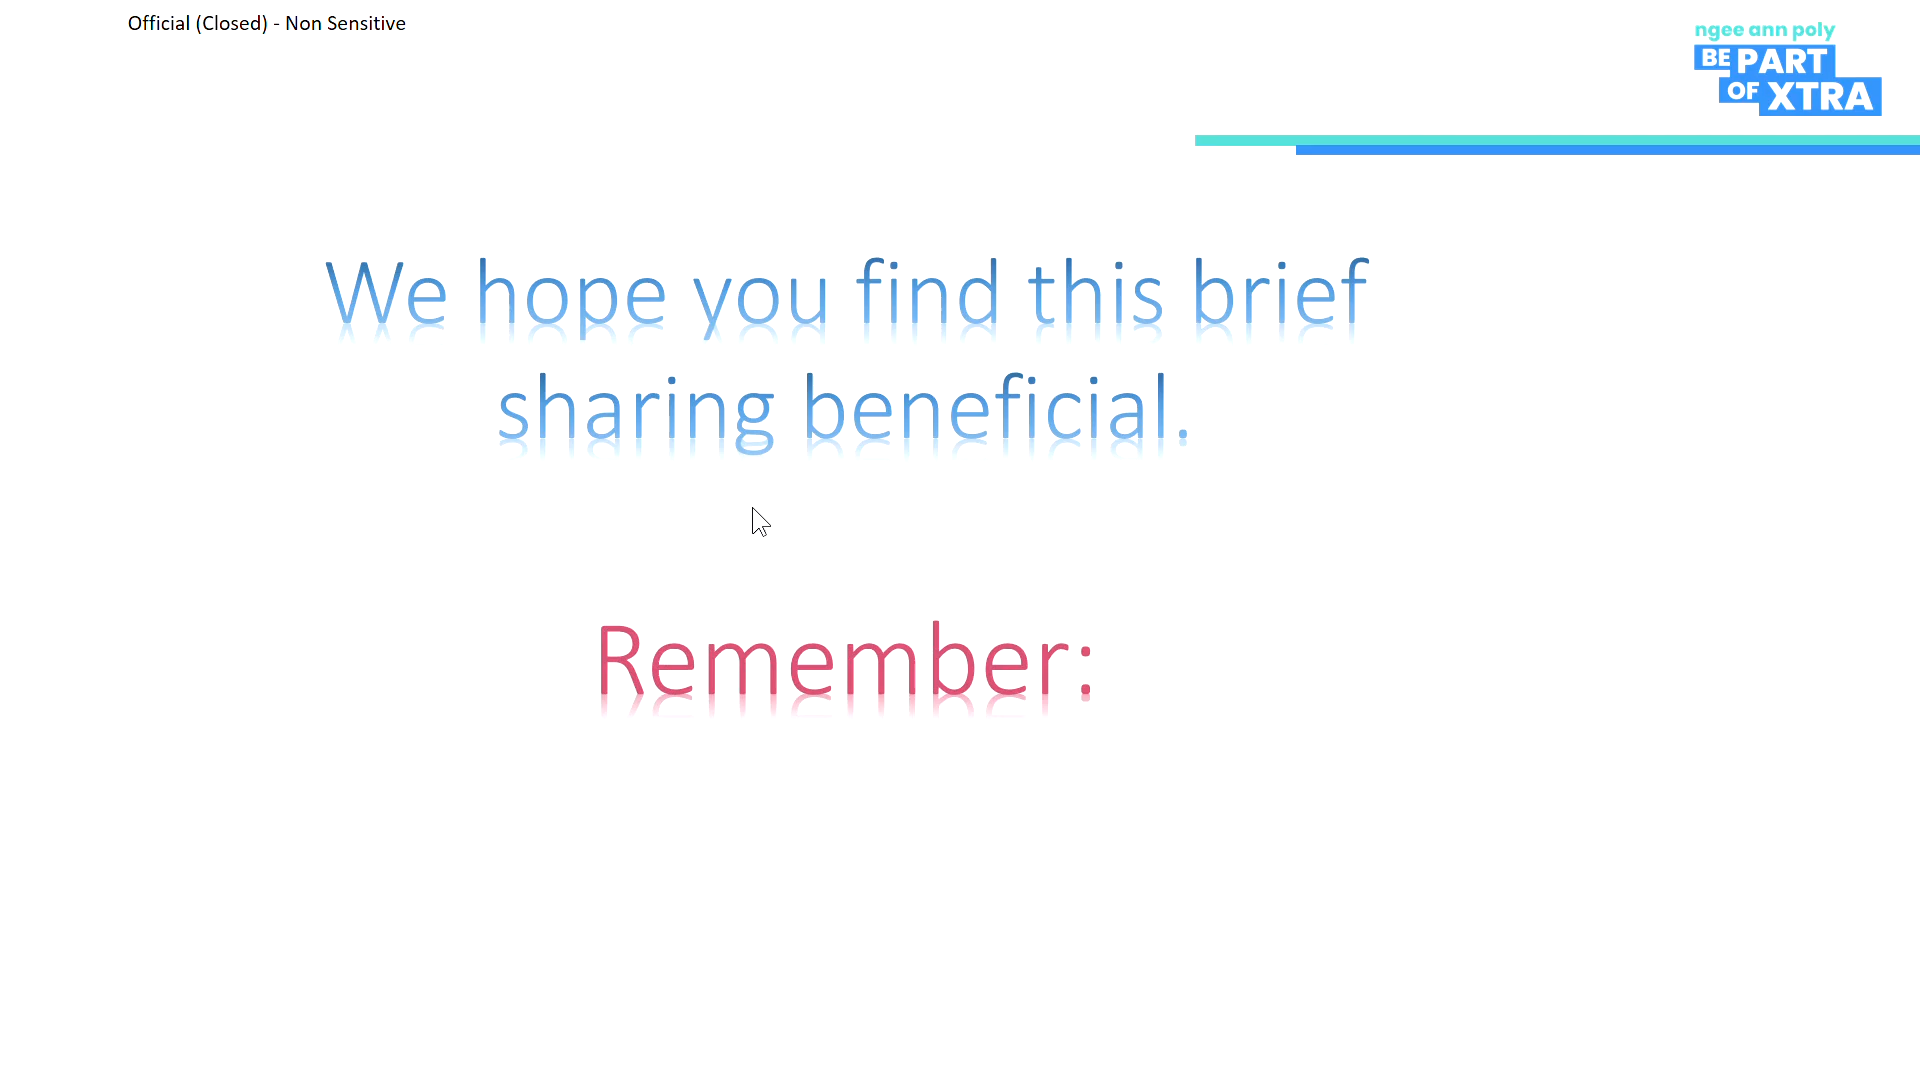 Official (Closed) - Non Sensitive
ngee ann poly
BE PART
OF XTRA
We hope you find this brief
sharing beneficial.
Remember: